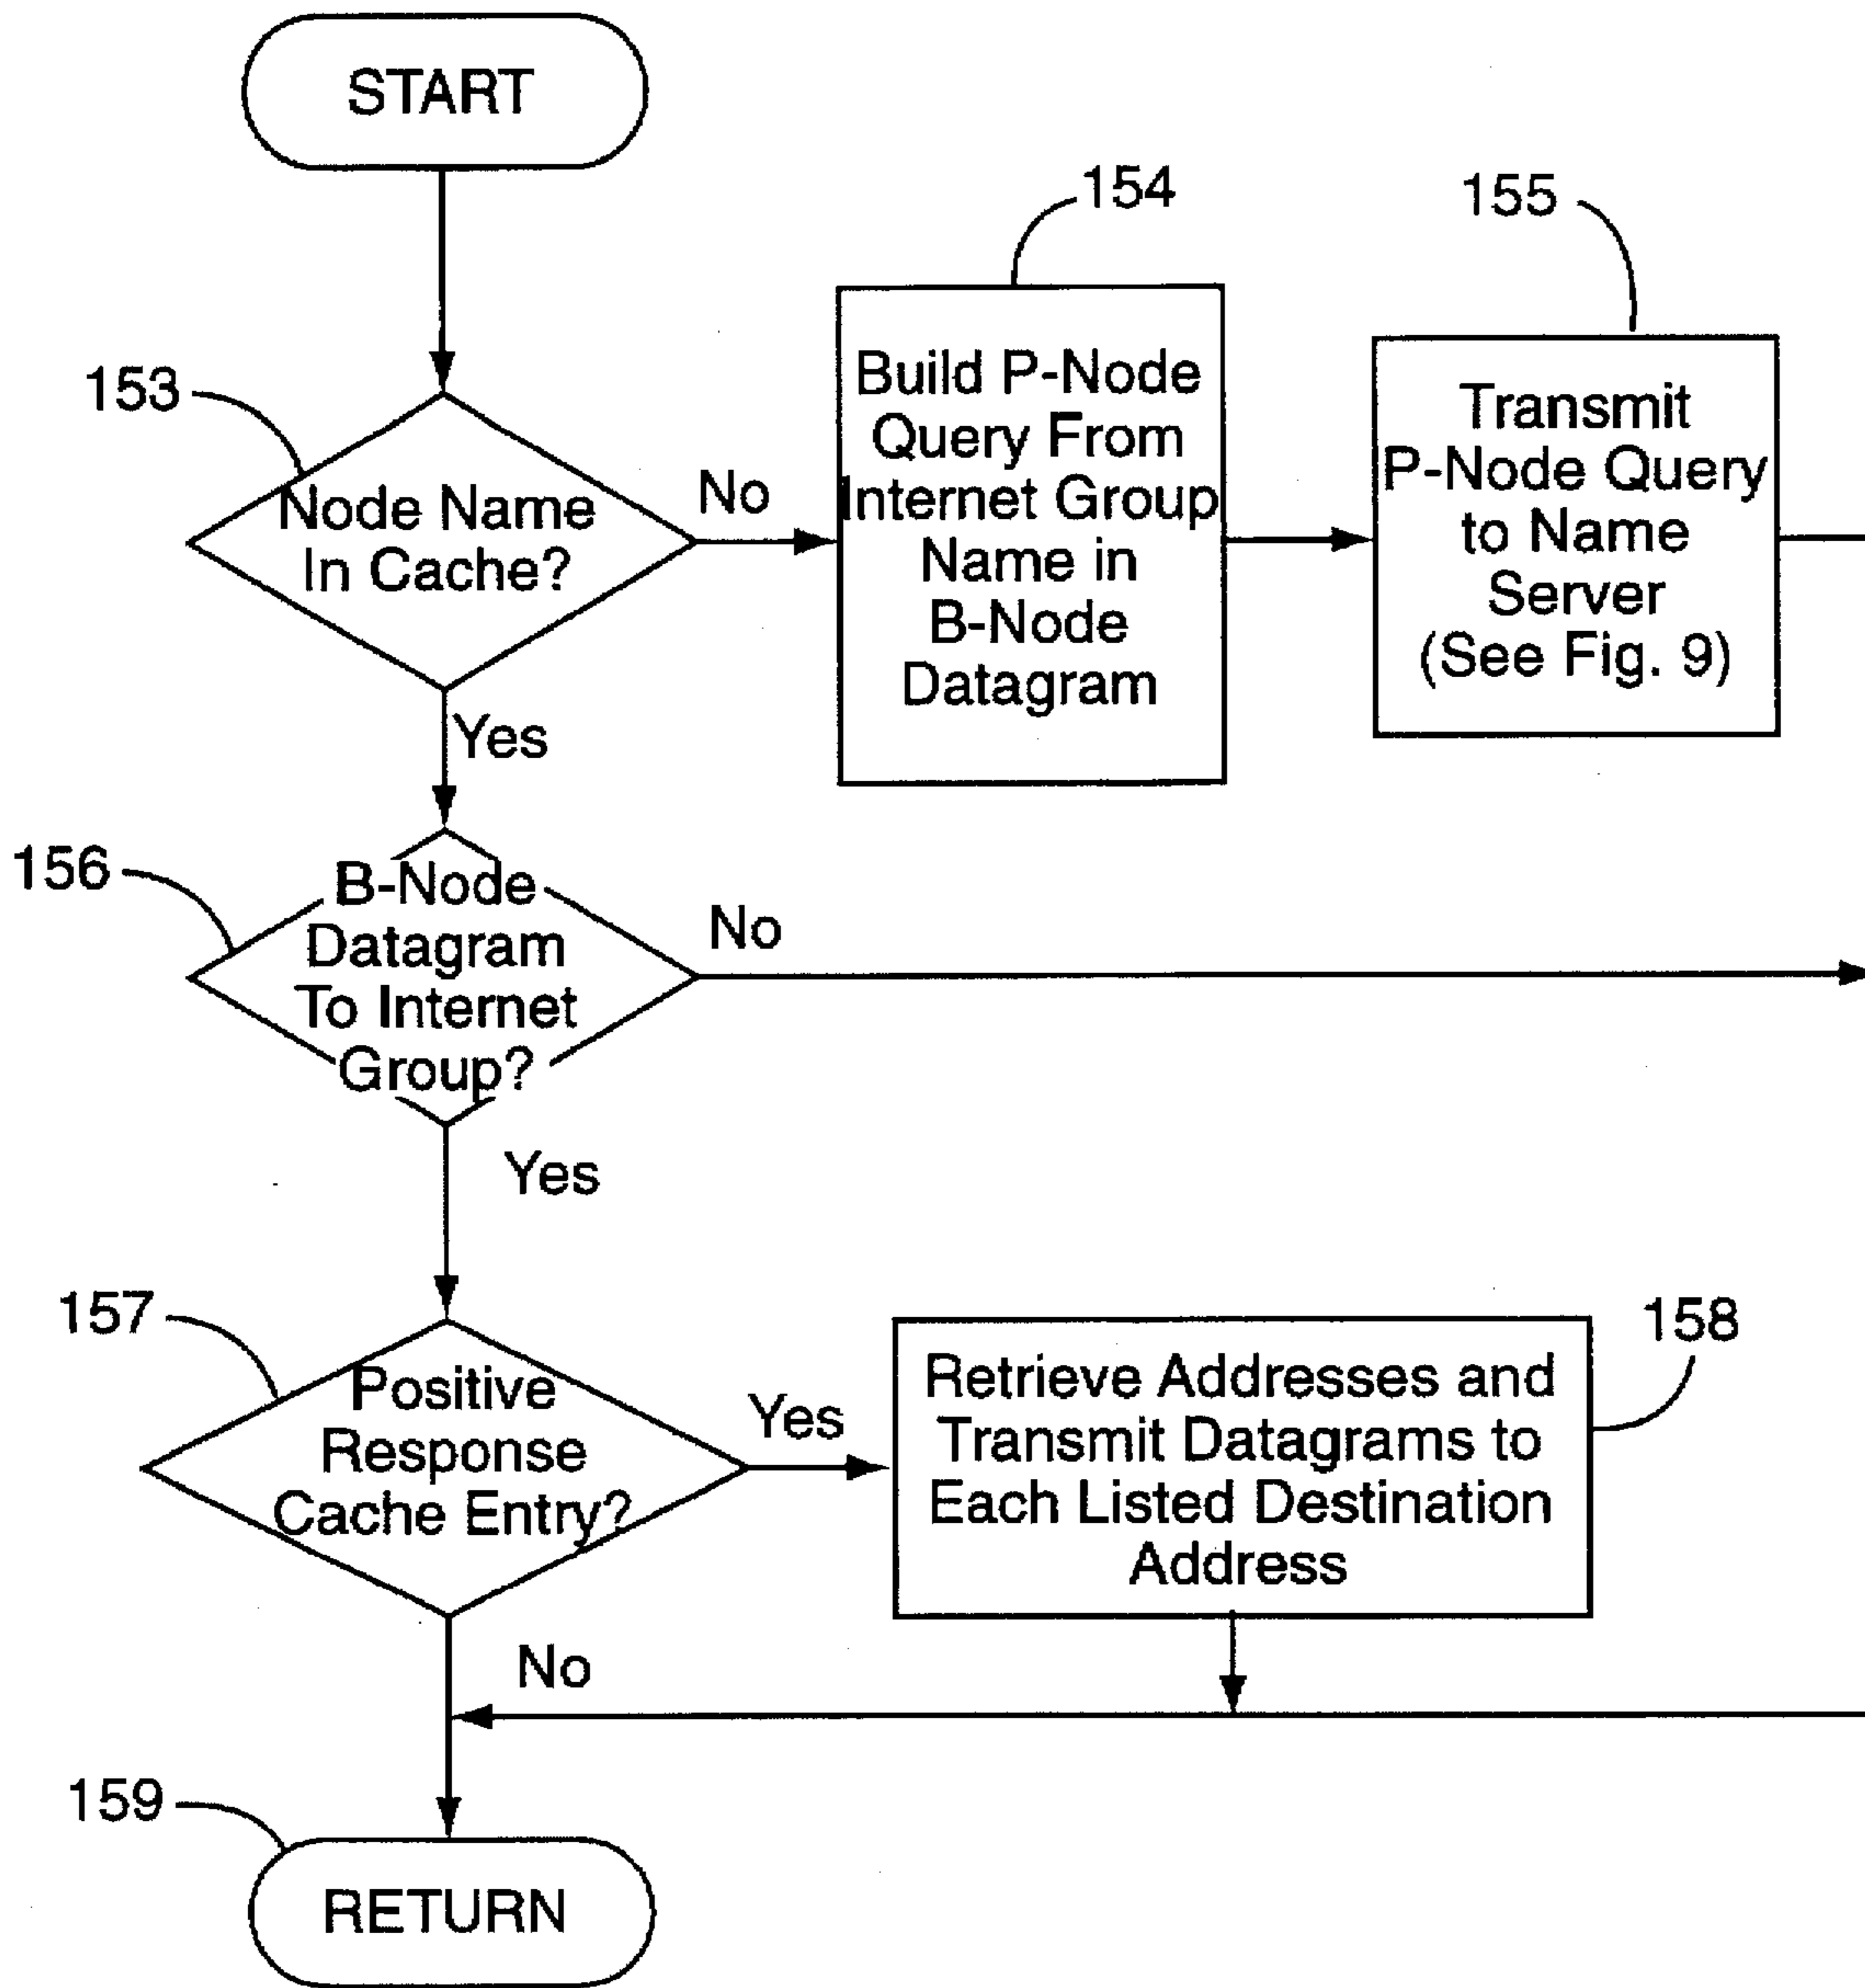 START
154
155
153
Node Name
In Cache?
No
Build P-Node
Query From
Internet Group
Name in
B-Node
Datagram
Transmit
P-Node Query
to Name
Server
(See Fig. 9)
Yes
156
B-Node
Datagram
To Internet
Group?
No
Yes
157
Positive
Response
Cache Entry?
Yes
158
Retrieve Addresses and
Transmit Datagrams to
Each Listed Destination
Address
No
159
RETURN